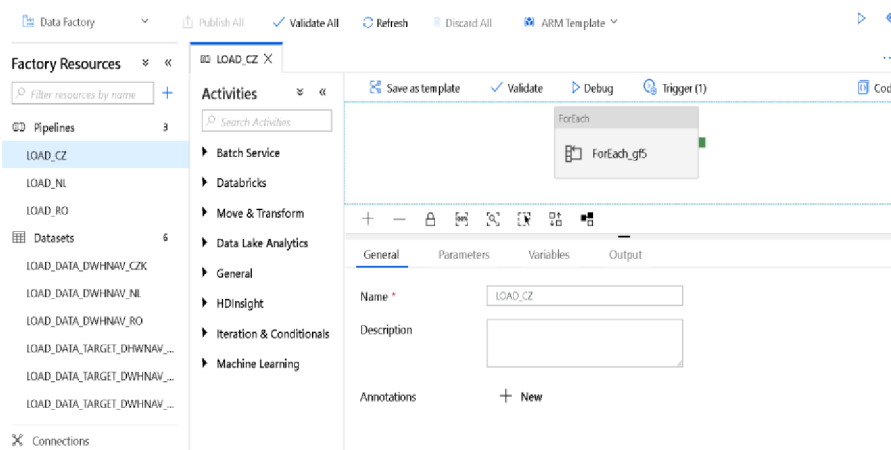 Data Factory
Publish All
Validate All
Refresh
Discard All
ARM Template
Factory Resources
Filter resources by name
Pipelines 3
LOAD_CZ
LOAD_NL
LOAD_RO
Datasets 6
LOAD_DATA_DWHNAV_CZK
LOAD_DATA_DWHNAV_NL
LOAD_DATA_DWHNAV_RO
LOAD_DATA_TARGET_DHWNAV_...
LOAD_DATA_TARGET_DWHNAV_...
LOAD_DATA_TARGET_DWHNAV_...
Connections
LOAD_CZ
Activities
Search Activities
Batch Service
Databricks
Move & Transform
Data Lake Analytics
General
HDInsight
Iteration & Conditionals
Machine Learning
Save as template
Validate
Debug
Trigger (1)
Cod
ForEach
ForEach_gf5
General
Parameters
Variables
Output
Name *
LOAD_CZ
Description
Annotations
New